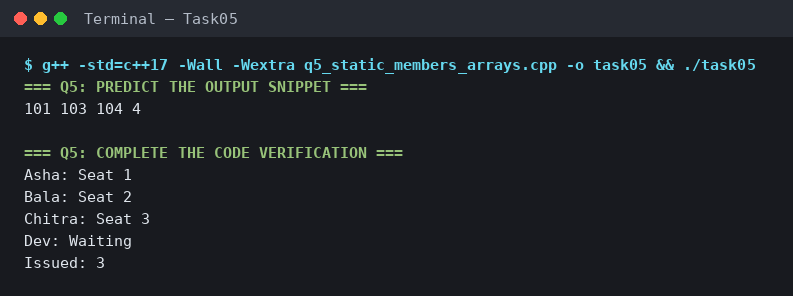 Terminal — Task05
$ g++ -std=c++17 -Wall -Wextra q5_static_members_arrays.cpp -o task05 && ./task05
=== Q5: PREDICT THE OUTPUT SNIPPET ===
101 103 104 4
=== Q5: COMPLETE THE CODE VERIFICATION ===
Asha: Seat 1
Bala: Seat 2
Chitra: Seat 3
Dev: Waiting
Issued: 3